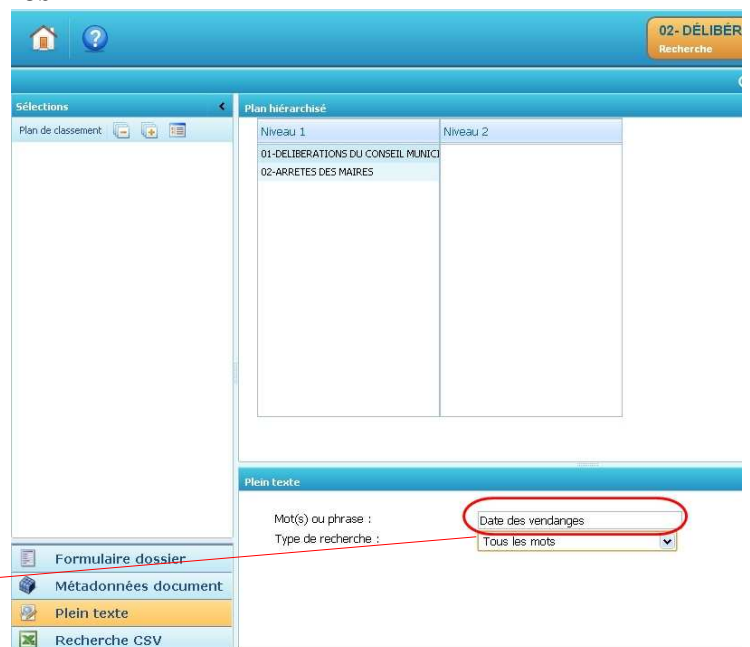 02- DÉLIBÉR
Recherche
Sélections
Plan hiérarchisé
Plan de classement
Niveau 1
Niveau 2
01-DELIBERATIONS DU CONSEIL MUNICI
02-ARRETES DES MAIRES
Plein texte
Mot(s) ou phrase :
Date des vendanges
Type de recherche :
Tous les mots
Formulaire dossier
Métadonnées document
Plein texte
Recherche CSV